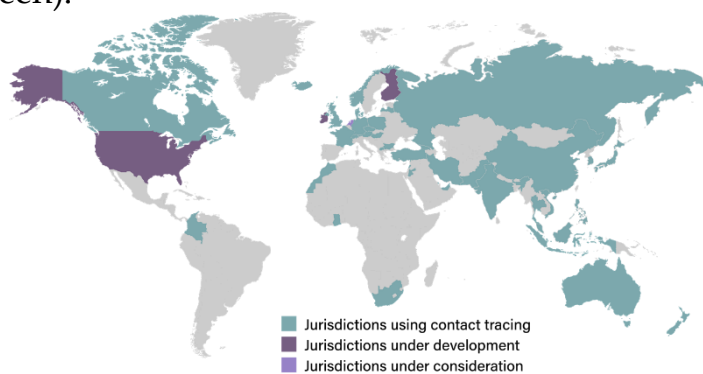 Jurisdictions using contact tracing
Jurisdictions under development
Jurisdictions under consideration